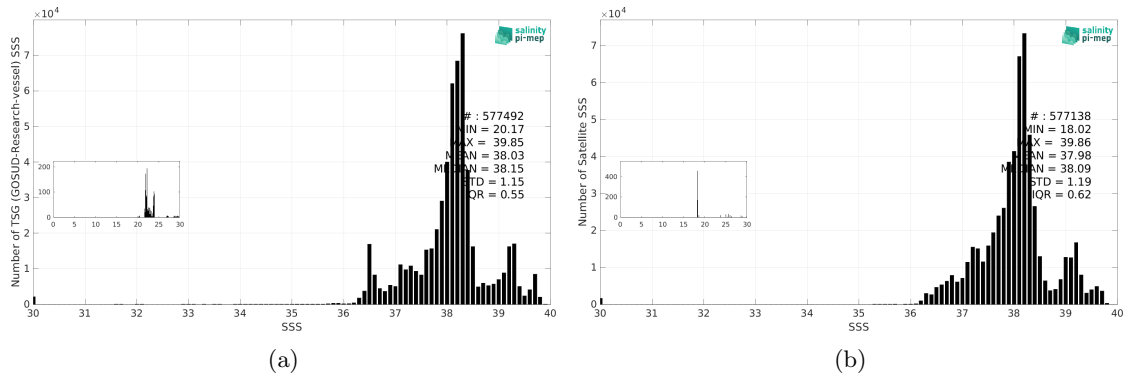 ×10⁴
salinity
pi-mep
8
7
6
5
4
3
2
1
0
Number of TSG (GOSUD-Research-vessel) SSS
# : 577492
MIN = 20.17
MAX = 39.85
MEAN = 38.03
MEDIAN = 38.15
STD = 1.15
IQR = 0.55
200
100
0
0 5 10 15 20 25 30
30 31 32 33 34 35 36 37 38 39 40
SSS
(a)
×10⁴
salinity
pi-mep
7
6
5
4
3
2
1
0
Number of Satellite SSS
# : 577138
MIN = 18.02
MAX = 39.86
MEAN = 37.98
MEDIAN = 38.09
STD = 1.19
IQR = 0.62
400
200
0
0 5 10 15 20 25 30
30 31 32 33 34 35 36 37 38 39 40
SSS
(b)